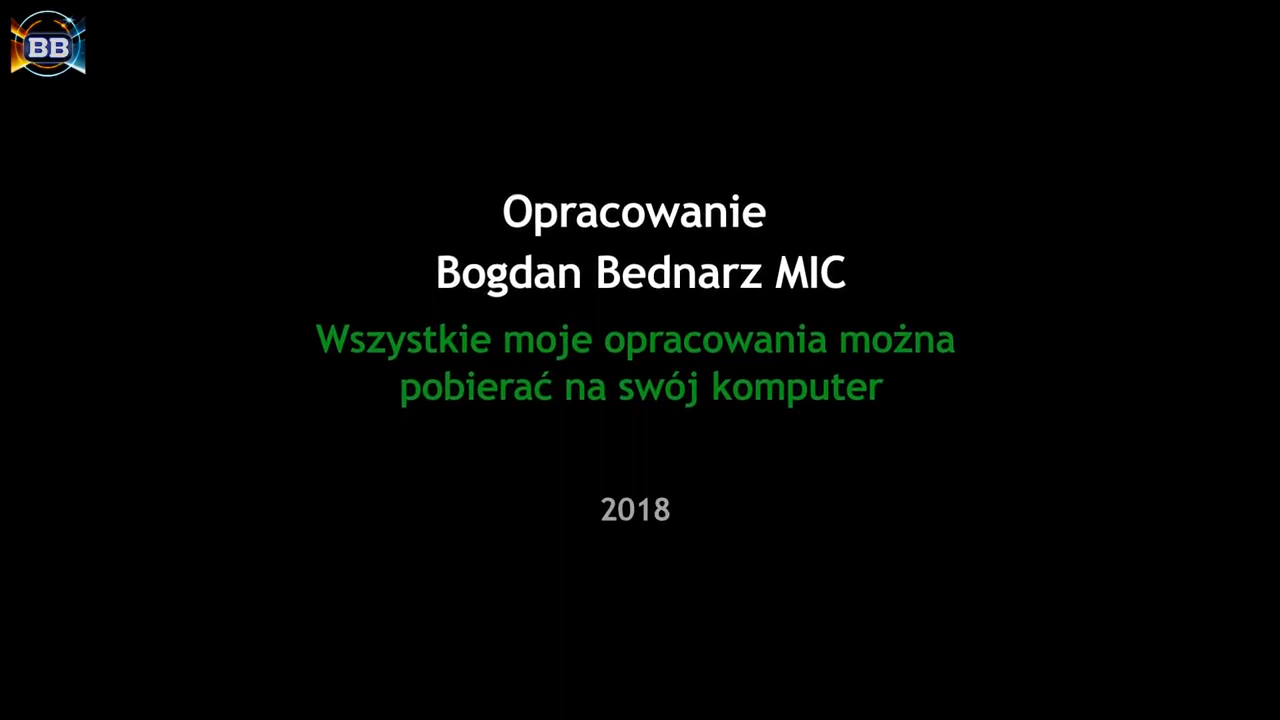 BB
Opracowanie
Bogdan Bednarz MIC
Wszystkie moje opracowania można
pobierać na swój komputer
2018